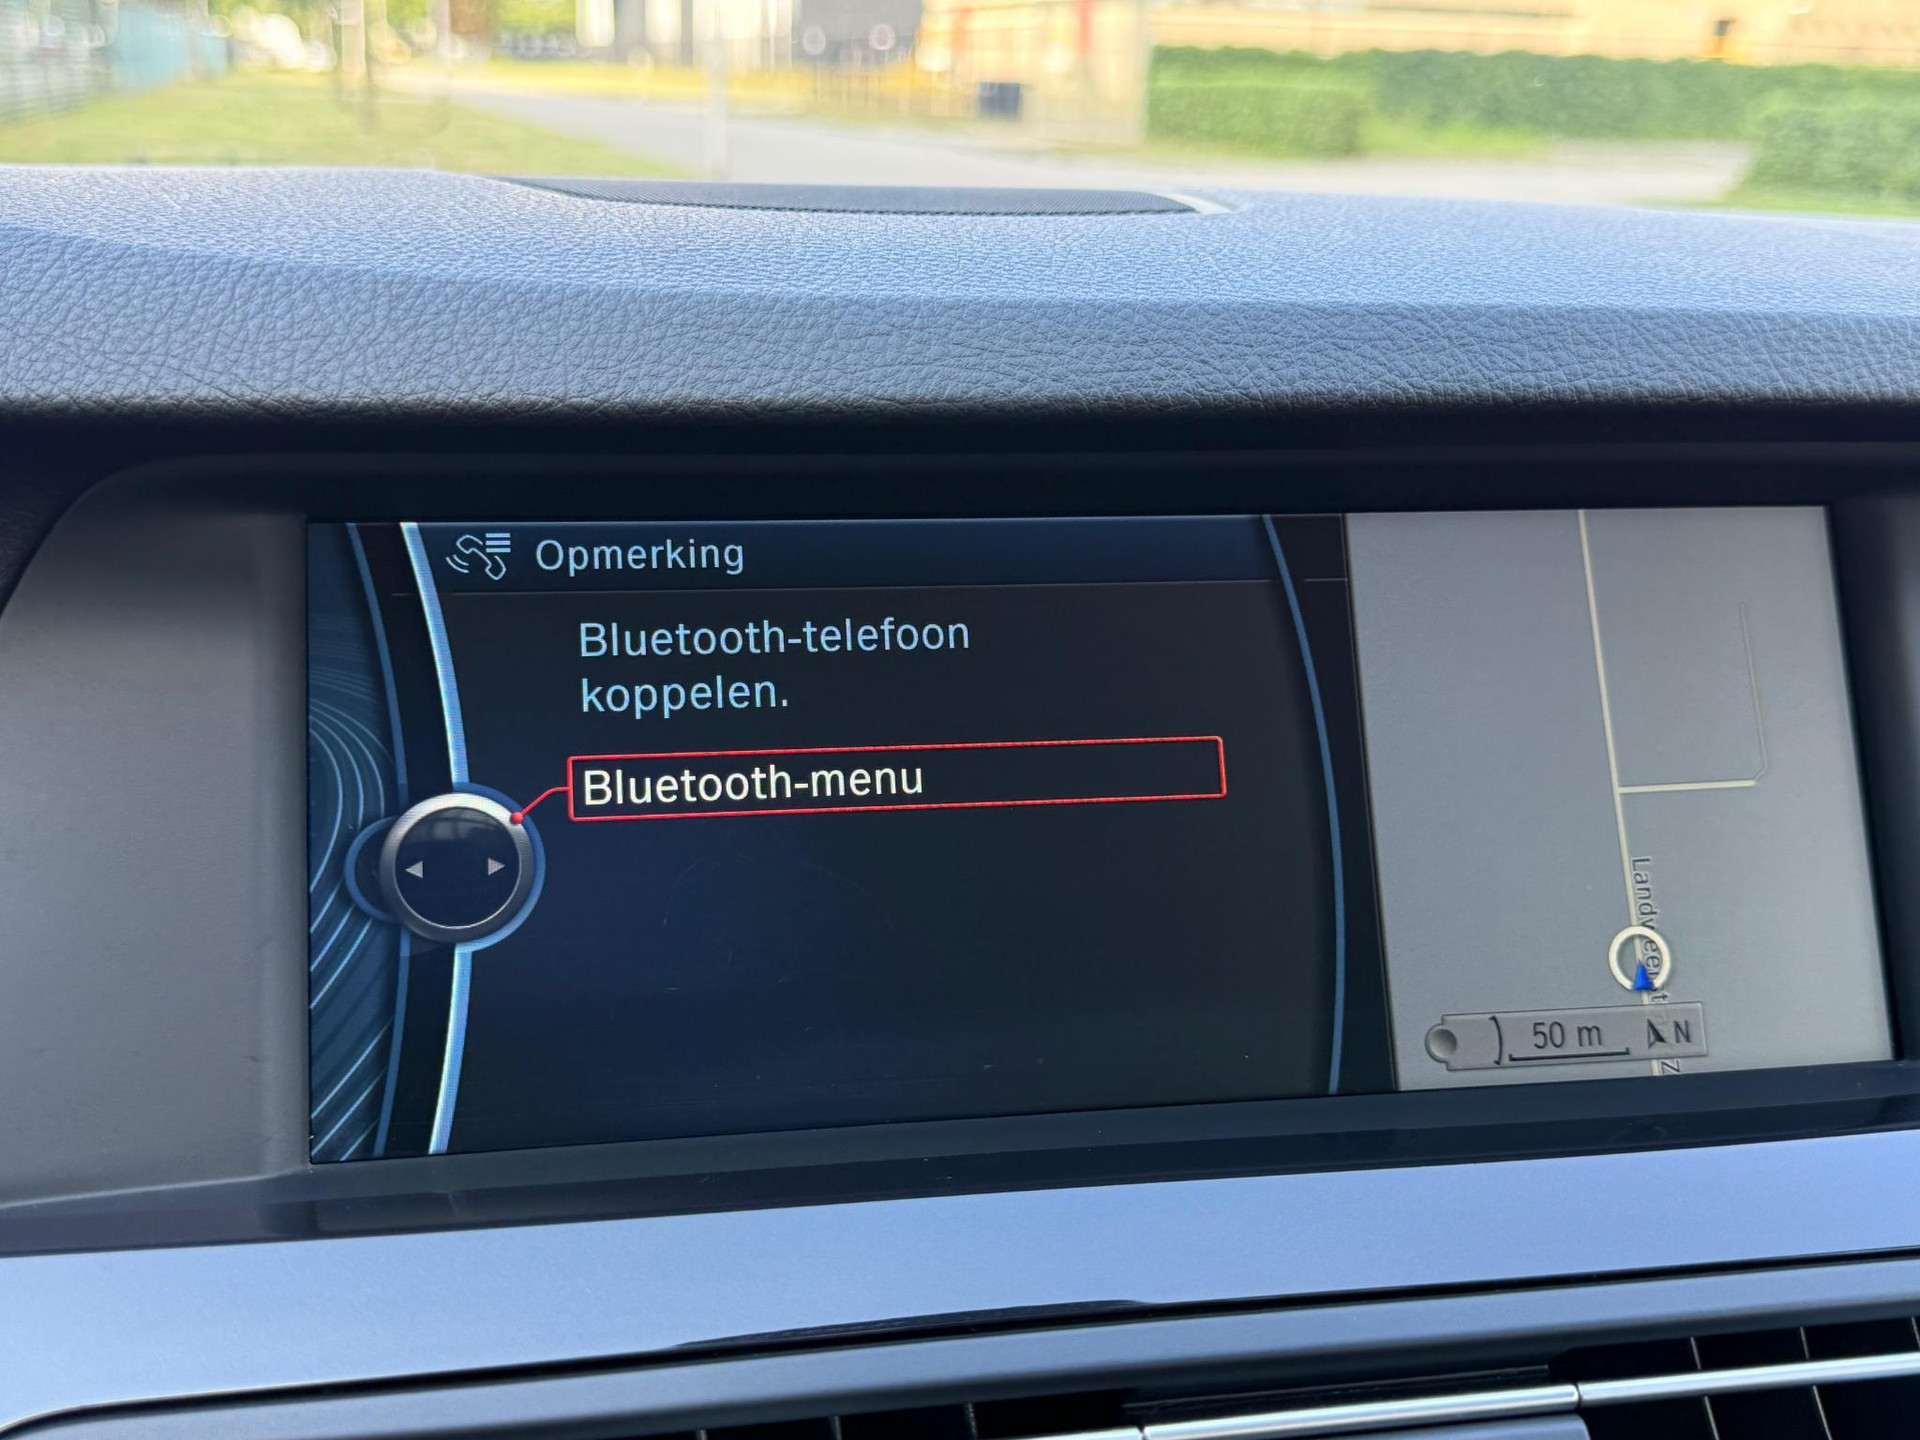 Opmerking
Bluetooth-telefoon
koppelen.
Bluetooth-menu
50 m
N